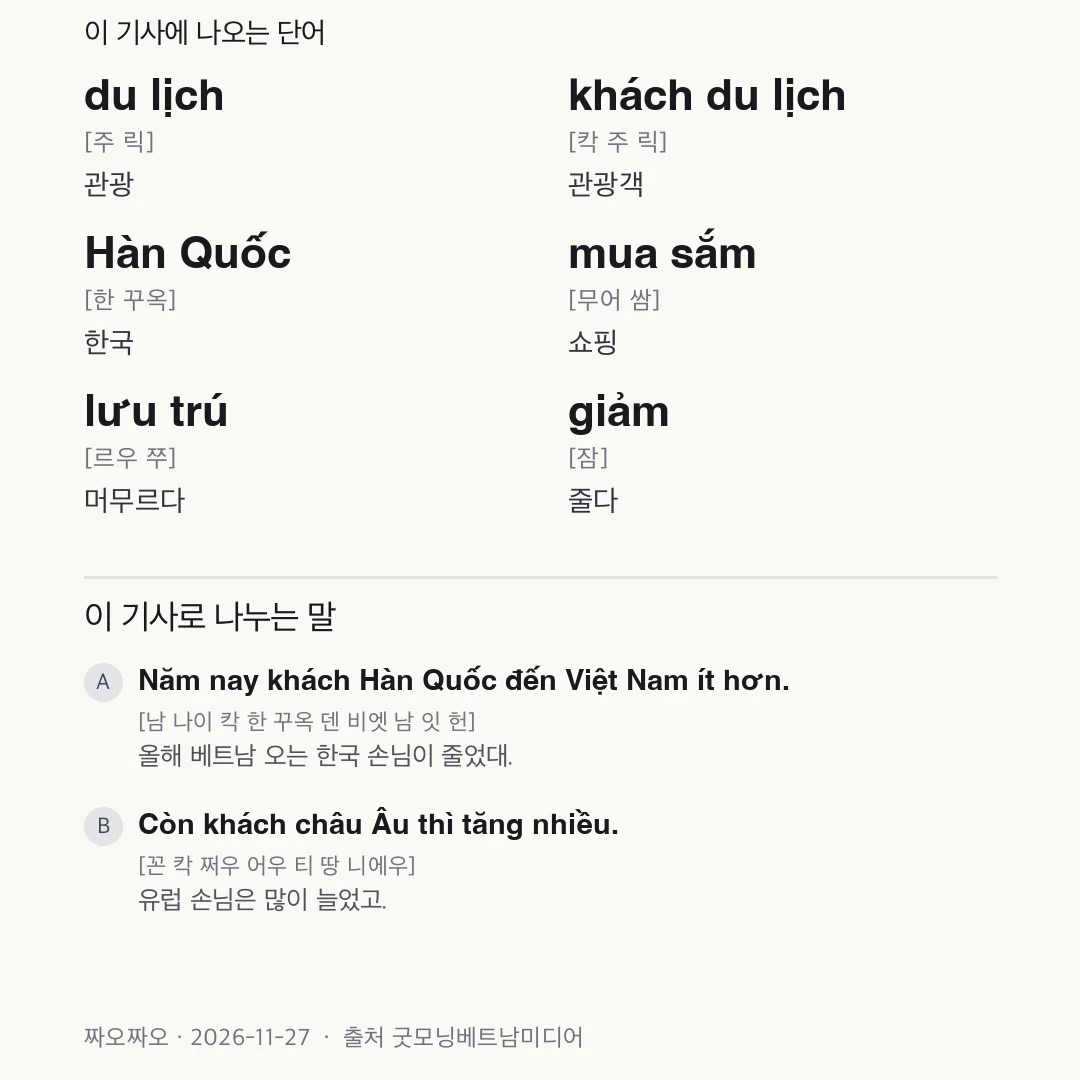 이 기사에 나오는 단어
du lịch
[주 릭]
관광
khách du lịch
[칵 주 릭]
관광객
Hàn Quốc
[한 꾸옥]
한국
mua sắm
[무어 쌈]
쇼핑
lưu trú
[르우 쭈]
머무르다
giảm
[잠]
줄다
이 기사로 나누는 말
A Năm nay khách Hàn Quốc đến Việt Nam ít hơn.
[남 나이 칵 한 꾸옥 덴 비엣 남 잇 헌]
올해 베트남 오는 한국 손님이 줄었대.
B Còn khách châu Âu thì tăng nhiều.
[꼰 칵 쩌우 어우 티 땅 니에우]
유럽 손님은 많이 늘었고.
짜오짜오 · 2026-11-27 · 출처 굿모닝베트남미디어